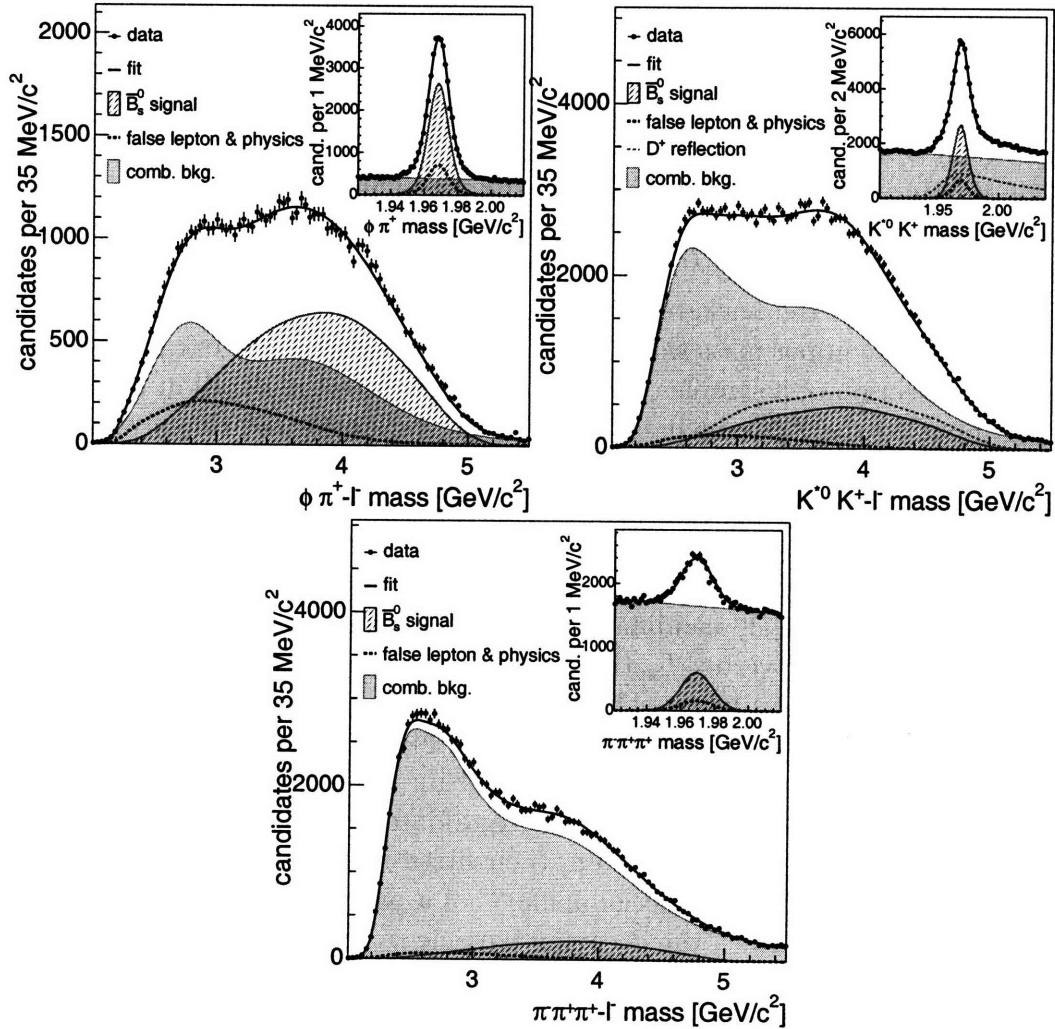 candidates per 35 MeV/c²
2000
1500
1000
500
0
data
fit
B̅⁰ₛ signal
false lepton & physics
comb. bkg.
cand. per 1 MeV/c²
4000
3000
2000
1000
0
1.94 1.96 1.98 2.00
ϕ π⁺ mass [GeV/c²]
3 4 5
ϕ π⁺-l⁻ mass [GeV/c²]
candidates per 35 MeV/c²
4000
2000
0
data
fit
B̅⁰ₛ signal
false lepton & physics
D⁺ reflection
comb. bkg.
cand. per 2 MeV/c²
6000
4000
2000
0
1.95 2.00
K*⁰ K⁺ mass [GeV/c²]
3 4 5
K*⁰ K⁺-l⁻ mass [GeV/c²]
candidates per 35 MeV/c²
4000
2000
0
data
fit
B̅⁰ₛ signal
false lepton & physics
comb. bkg.
cand. per 1 MeV/c²
2000
1000
0
1.94 1.96 1.98 2.00
π⁻π⁺π⁺ mass [GeV/c²]
3 4 5
π⁻π⁺π⁺-l⁻ mass [GeV/c²]